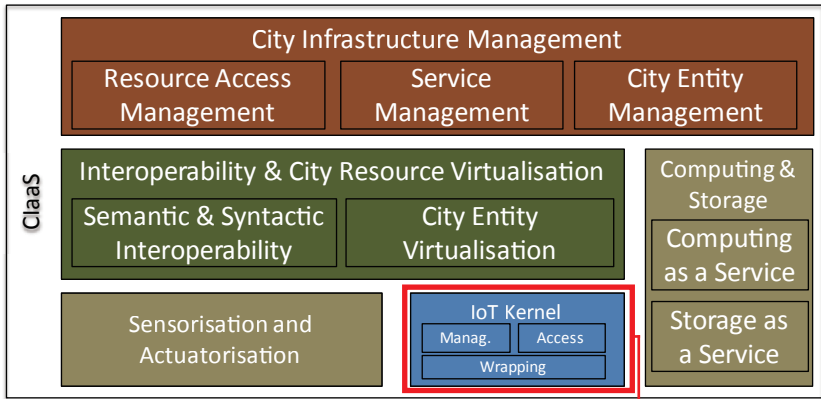 CIaaS
City Infrastructure Management
Resource Access
Management
Service
Management
City Entity
Management
Interoperability & City Resource Virtualisation
Semantic & Syntactic
Interoperability
City Entity
Virtualisation
Computing &
Storage
Computing
as a Service
Storage as
a Service
Sensorisation and
Actuatorisation
IoT Kernel
Manag.
Access
Wrapping